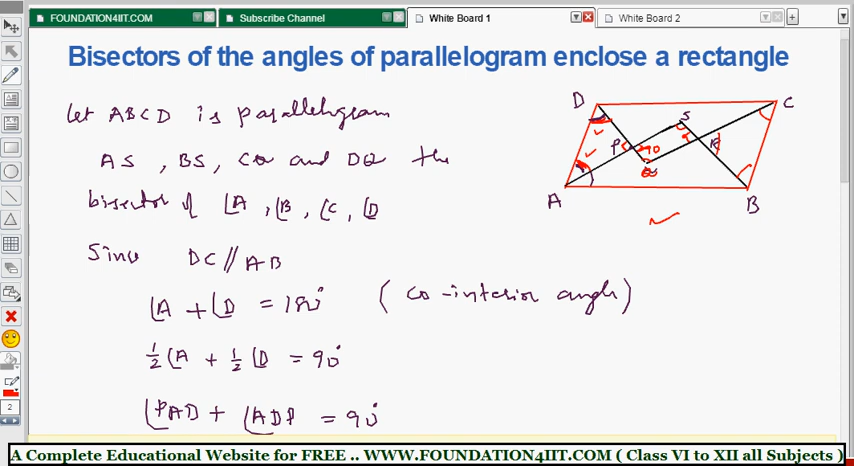 FOUNDATION4IIT.COM
Subscribe Channel
White Board 1
White Board 2
Bisectors of the angles of parallelogram enclose a rectangle
let ABCD is parallelogram
AS , BS , CQ and DQ the
bisector of ∠A , ∠B , ∠C , ∠D
Since DC // AB
∠A + ∠D = 180° ( co-interior angle )
1/2 ∠A + 1/2 ∠D = 90°
∠PAD + ∠ADP = 90°
D
C
S
P
90
R
Q
A
B
2
A Complete Educational Website for FREE .. WWW.FOUNDATION4IIT.COM ( Class VI to XII all Subjects )